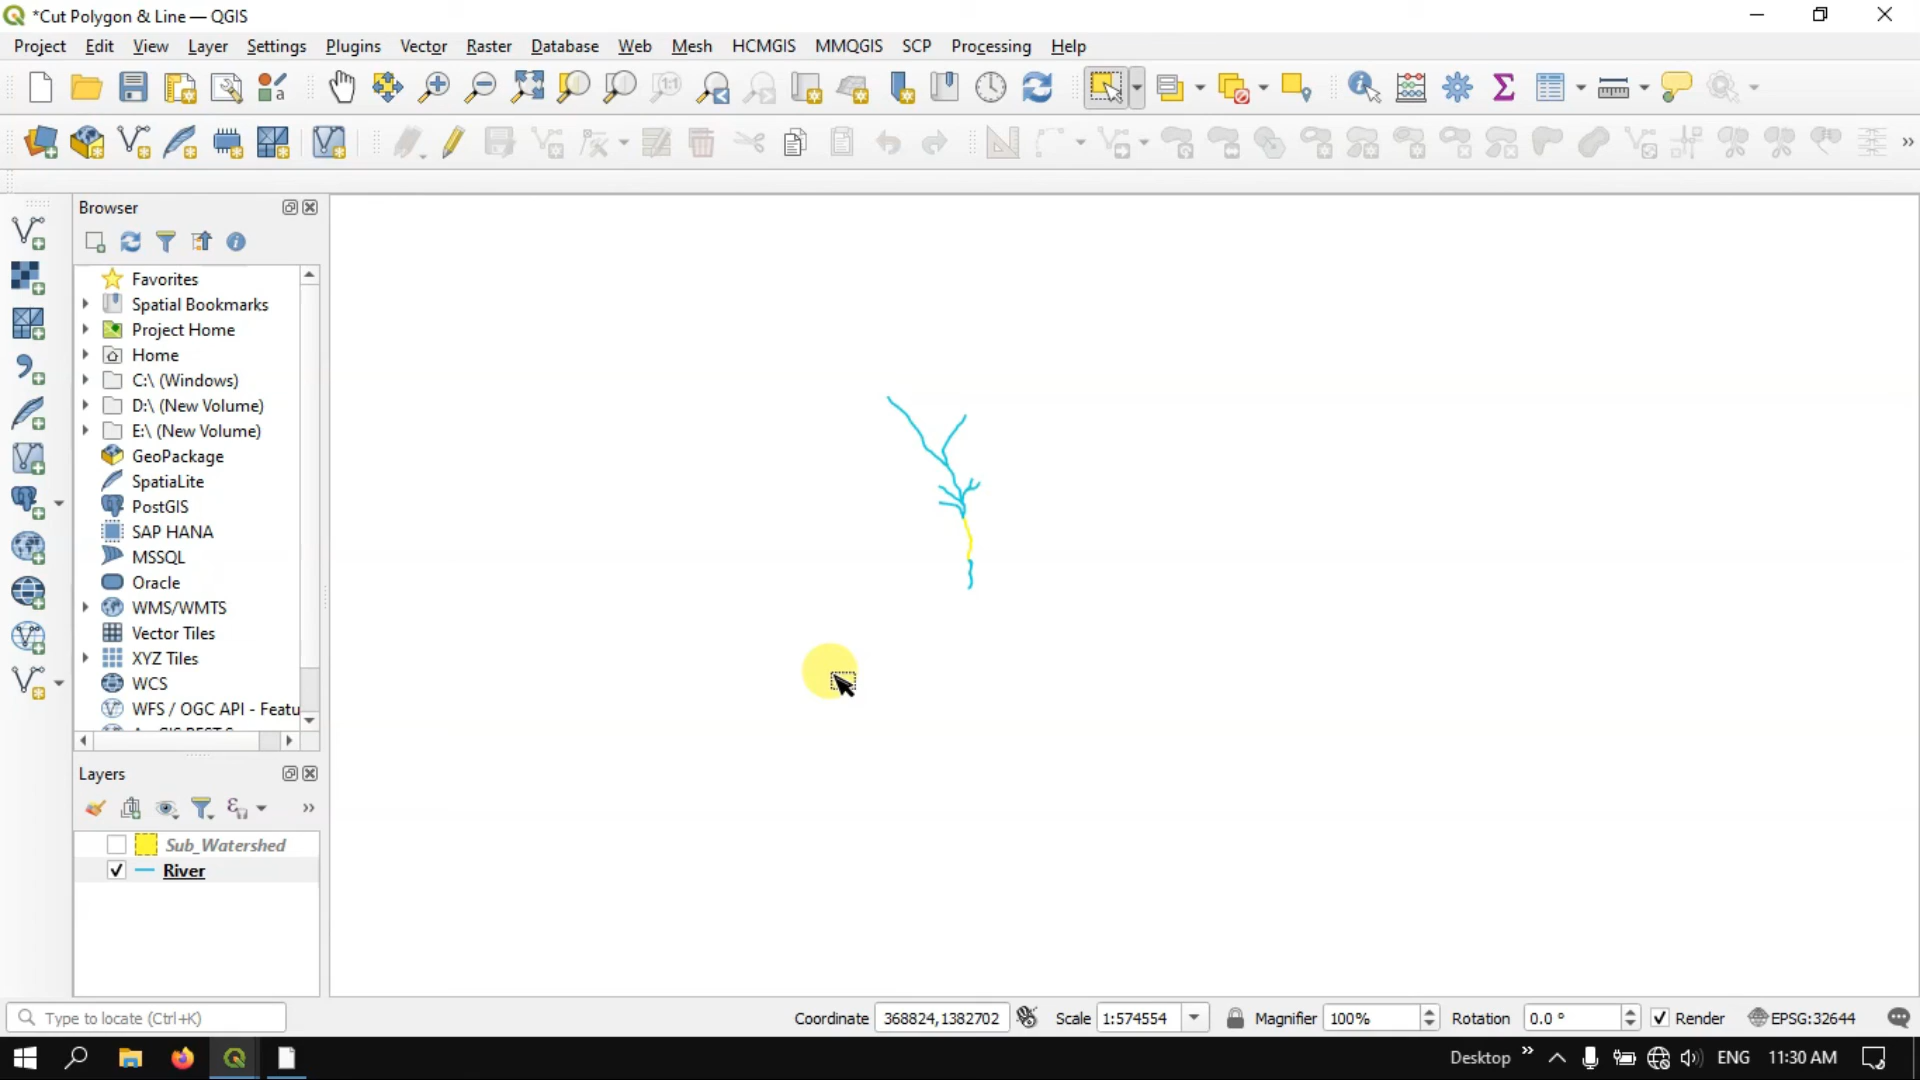 *Cut Polygon & Line — QGIS
Project Edit View Layer Settings Plugins Vector Raster Database Web Mesh HCMGIS MMQGIS SCP Processing Help
Browser
Favorites
Spatial Bookmarks
Project Home
Home
C:\ (Windows)
D:\ (New Volume)
E:\ (New Volume)
GeoPackage
SpatiaLite
PostGIS
SAP HANA
MSSQL
Oracle
WMS/WMTS
Vector Tiles
XYZ Tiles
WCS
WFS / OGC API - Featu
Layers
Sub_Watershed
River
Type to locate (Ctrl+K)
Coordinate 368824,1382702 Scale 1:574554 Magnifier 100% Rotation 0.0 ° Render EPSG:32644
Desktop ENG 11:30 AM